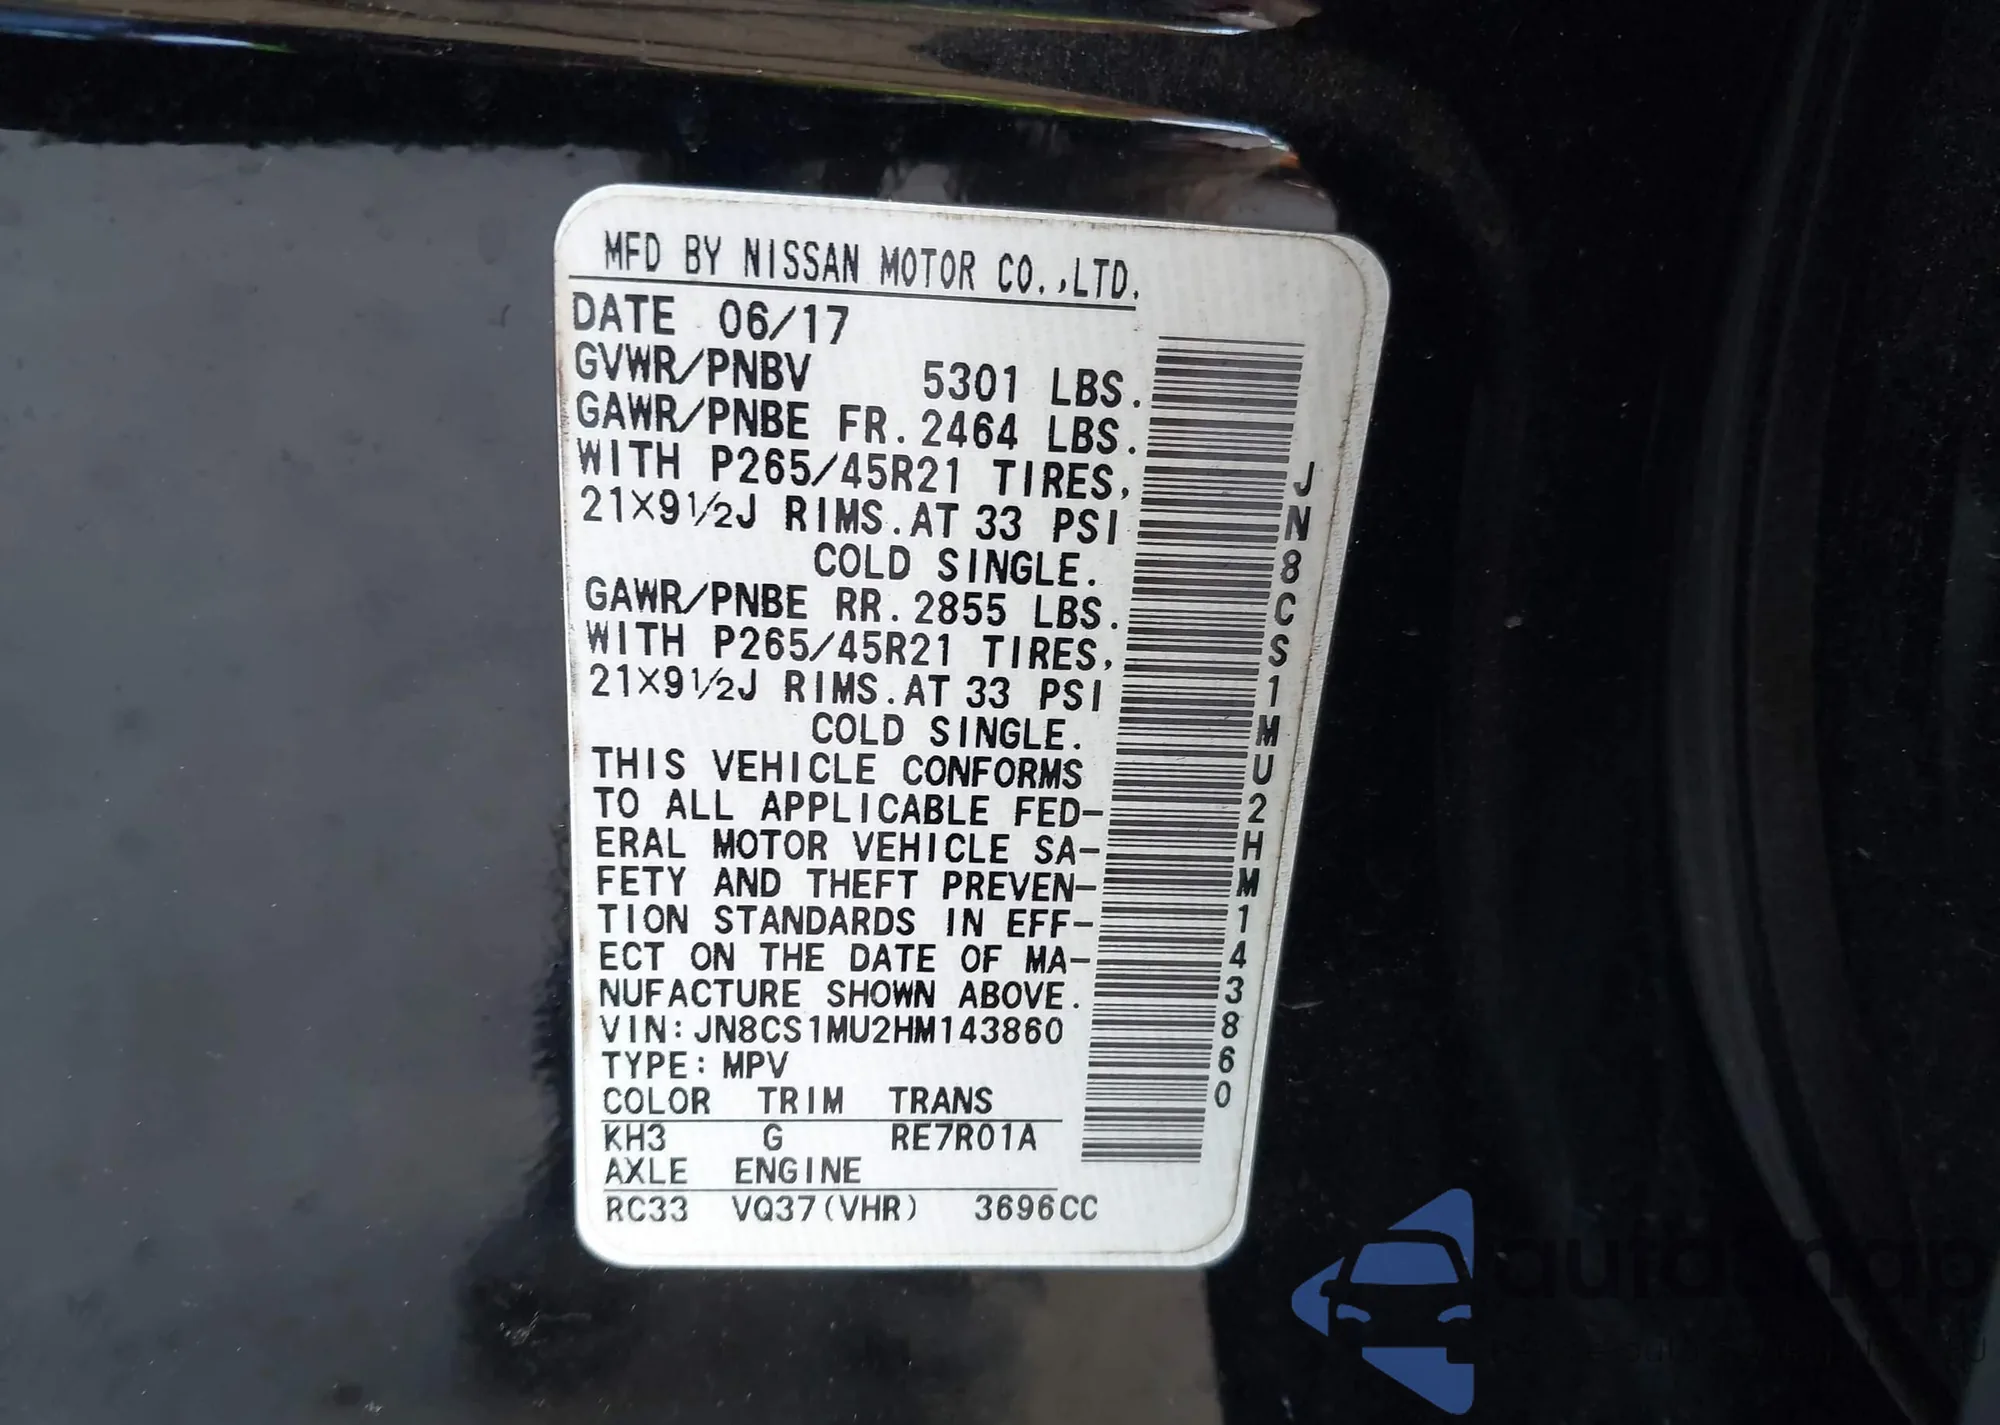 MFD BY NISSAN MOTOR CO.,LTD.
DATE 06/17
GVWR/PNBV 5301 LBS.
GAWR/PNBE FR. 2464 LBS.
WITH P265/45R21 TIRES,
21X9½J RIMS. AT 33 PSI
COLD SINGLE.
GAWR/PNBE RR. 2855 LBS.
WITH P265/45R21 TIRES,
21X9½J RIMS. AT 33 PSI
COLD SINGLE.
THIS VEHICLE CONFORMS
TO ALL APPLICABLE FED-
ERAL MOTOR VEHICLE SA-
FETY AND THEFT PREVEN-
TION STANDARDS IN EFF-
ECT ON THE DATE OF MA-
NUFACTURE SHOWN ABOVE.
VIN: JN8CS1MU2HM143860
TYPE: MPV
COLOR TRIM TRANS
KH3 G RE7R01A
AXLE ENGINE
RC33 VQ37(VHR) 3696CC
JN8CS1MU2HM143860